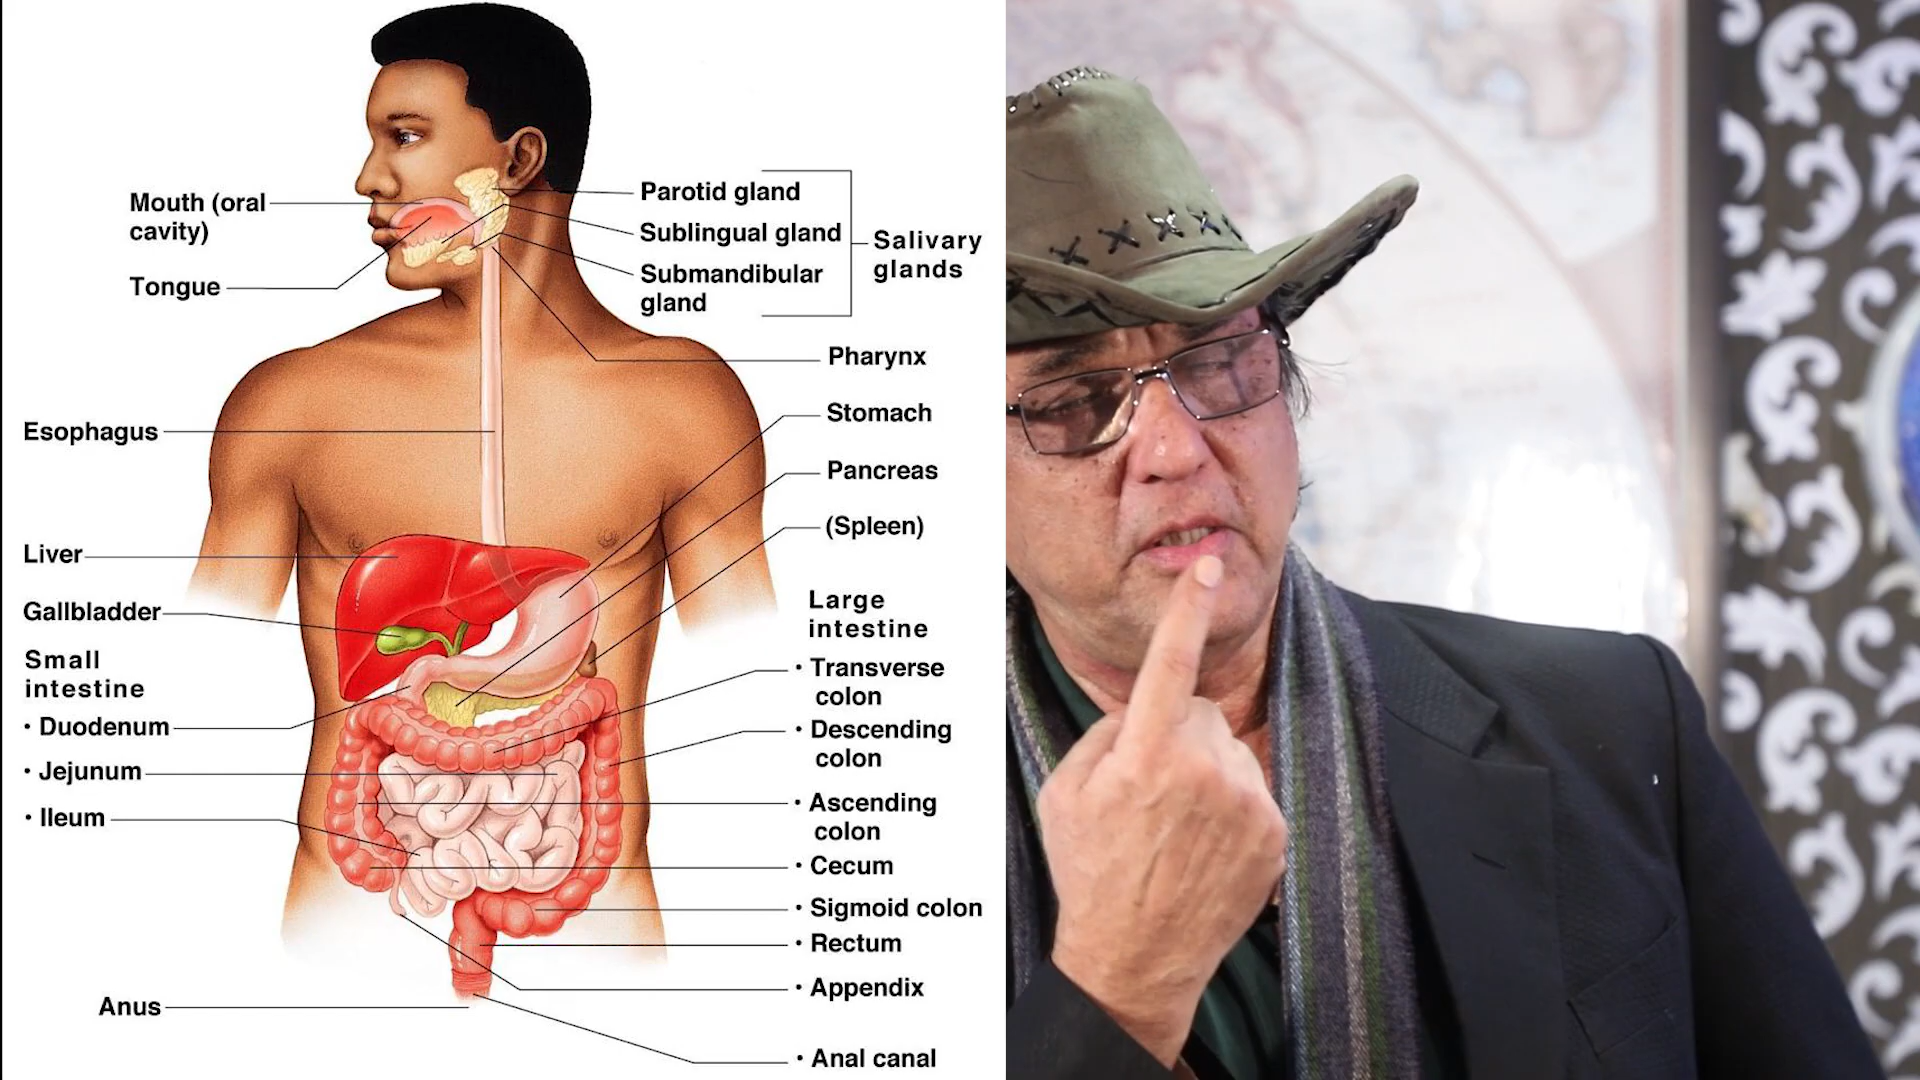 Mouth (oral
cavity)
Tongue
Esophagus
Liver
Gallbladder
Small
intestine
• Duodenum
• Jejunum
• Ileum
Anus
Parotid gland
Sublingual gland
Submandibular
gland
Salivary
glands
Pharynx
Stomach
Pancreas
(Spleen)
Large
intestine
• Transverse
colon
• Descending
colon
• Ascending
colon
• Cecum
• Sigmoid colon
• Rectum
• Appendix
• Anal canal